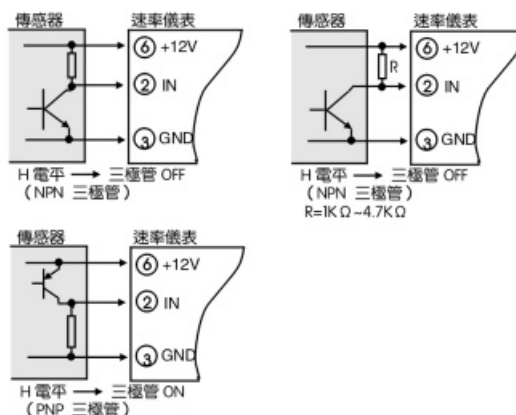 傳感器 速率儀表
⑥ +12V
② IN
③ GND
H 電平 → 三極管 OFF
(NPN 三極管)
傳感器 速率儀表
⑥ +12V
R
② IN
③ GND
H 電平 → 三極管 OFF
(NPN 三極管)
R=1KΩ~4.7KΩ
傳感器 速率儀表
⑥ +12V
② IN
③ GND
H 電平 → 三極管 ON
(PNP 三極管)